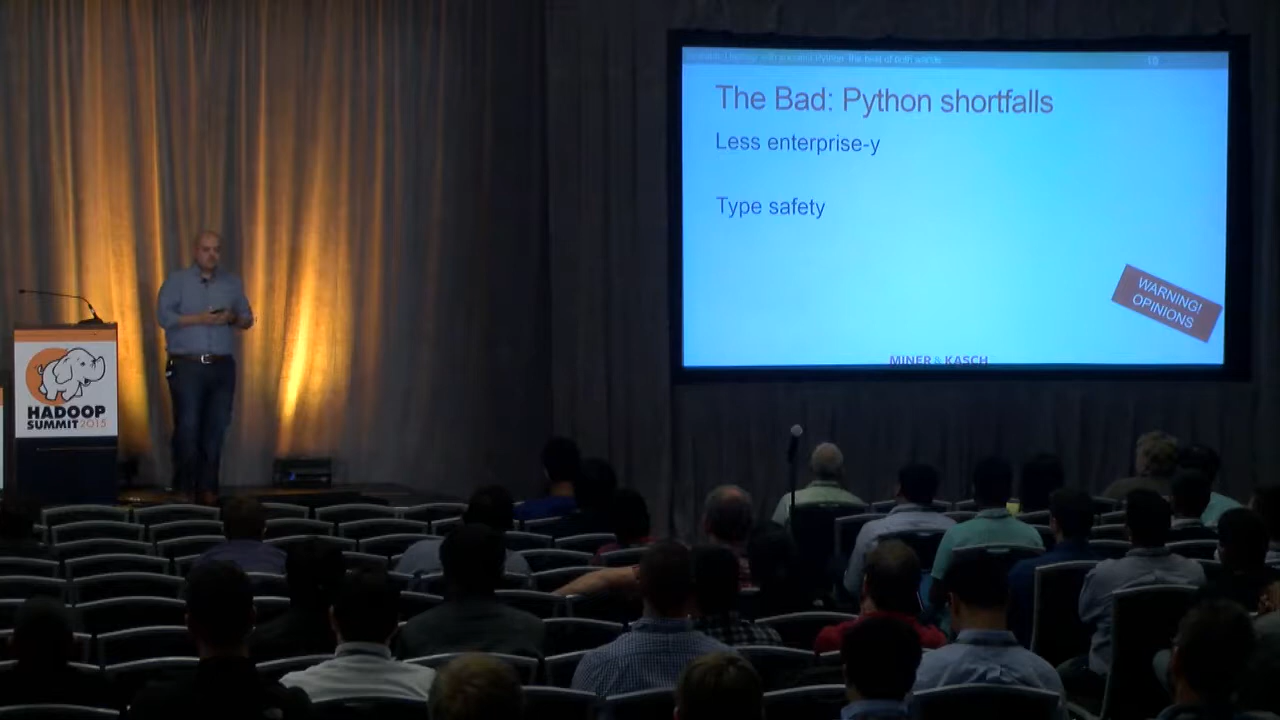 The Bad: Python shortfalls
Less enterprise-y
Type safety
WARNING!
OPINIONS
MINER & KASCH
HADOOP
SUMMIT 2015